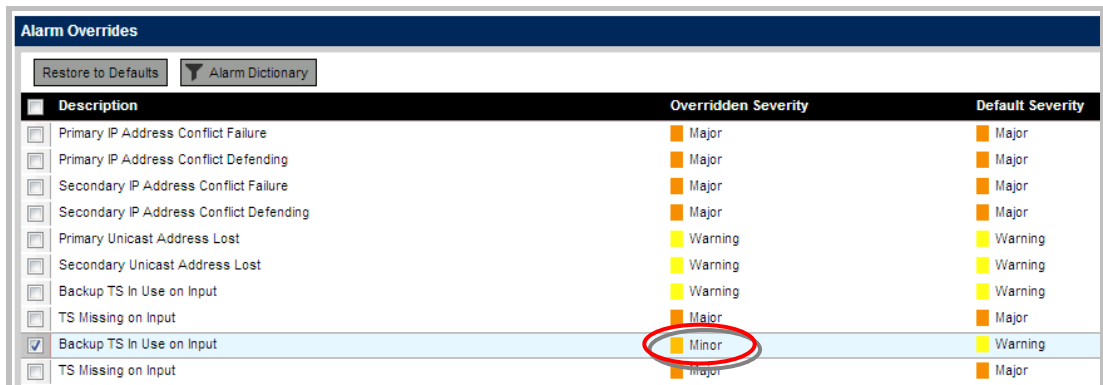 Alarm Overrides
Restore to Defaults Alarm Dictionary
Description Overridden Severity Default Severity
Primary IP Address Conflict Failure Major Major
Primary IP Address Conflict Defending Major Major
Secondary IP Address Conflict Failure Major Major
Secondary IP Address Conflict Defending Major Major
Primary Unicast Address Lost Warning Warning
Secondary Unicast Address Lost Warning Warning
Backup TS In Use on Input Warning Warning
TS Missing on Input Major Major
Backup TS In Use on Input Minor Warning
TS Missing on Input Major Major